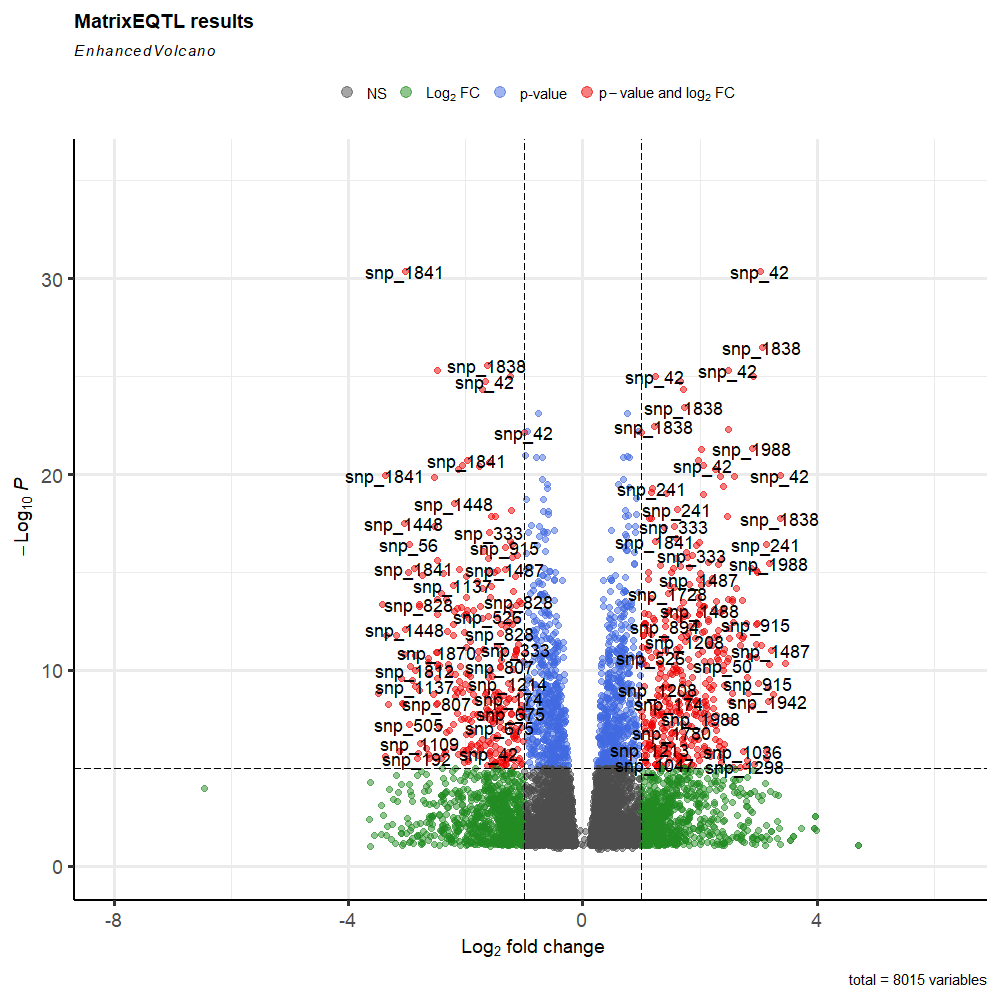 MatrixEQTL results
EnhancedVolcano
NS Log2 FC p-value p − value and log2 FC
snp_1841
snp_42
snp_1838
snp_1838
snp_42
snp_42
snp_42
snp_1838
snp_1838
snp_42
snp_1988
snp_1841
snp_42
snp_1841
snp_42
snp_241
snp_1448
snp_241
snp_1838
snp_1448
snp_333
snp_333
snp_56
snp_915
snp_1841
snp_241
snp_333
snp_1988
snp_1841
snp_1487
snp_1487
snp_1137
snp_1728
snp_828
snp_828
snp_526
snp_1488
snp_894
snp_915
snp_1448
snp_828
snp_1208
snp_1870
snp_333
snp_1487
snp_526
snp_50
snp_1812
snp_807
snp_1137
snp_1214
snp_1208
snp_915
snp_807
snp_174
snp_174
snp_1942
snp_675
snp_1988
snp_505
snp_675
snp_1780
snp_1109
snp_1213
snp_1036
snp_192
snp_42
snp_1047
snp_1298
30
20
10
0
−Log10 P
-8 -4 0 4
Log2 fold change
total = 8015 variables